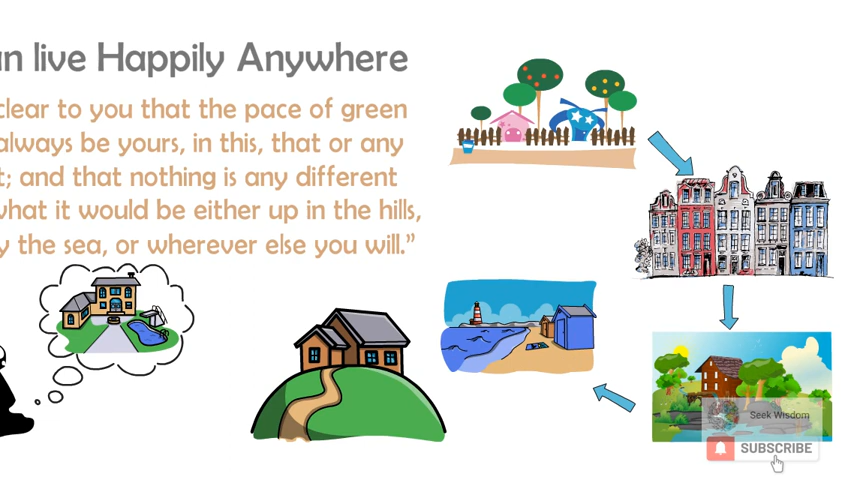 an live Happily Anywhere
clear to you that the pace of green
always be yours, in this, that or any
t; and that nothing is any different
what it would be either up in the hills,
y the sea, or wherever else you will.”
Seek Wisdom
SUBSCRIBE